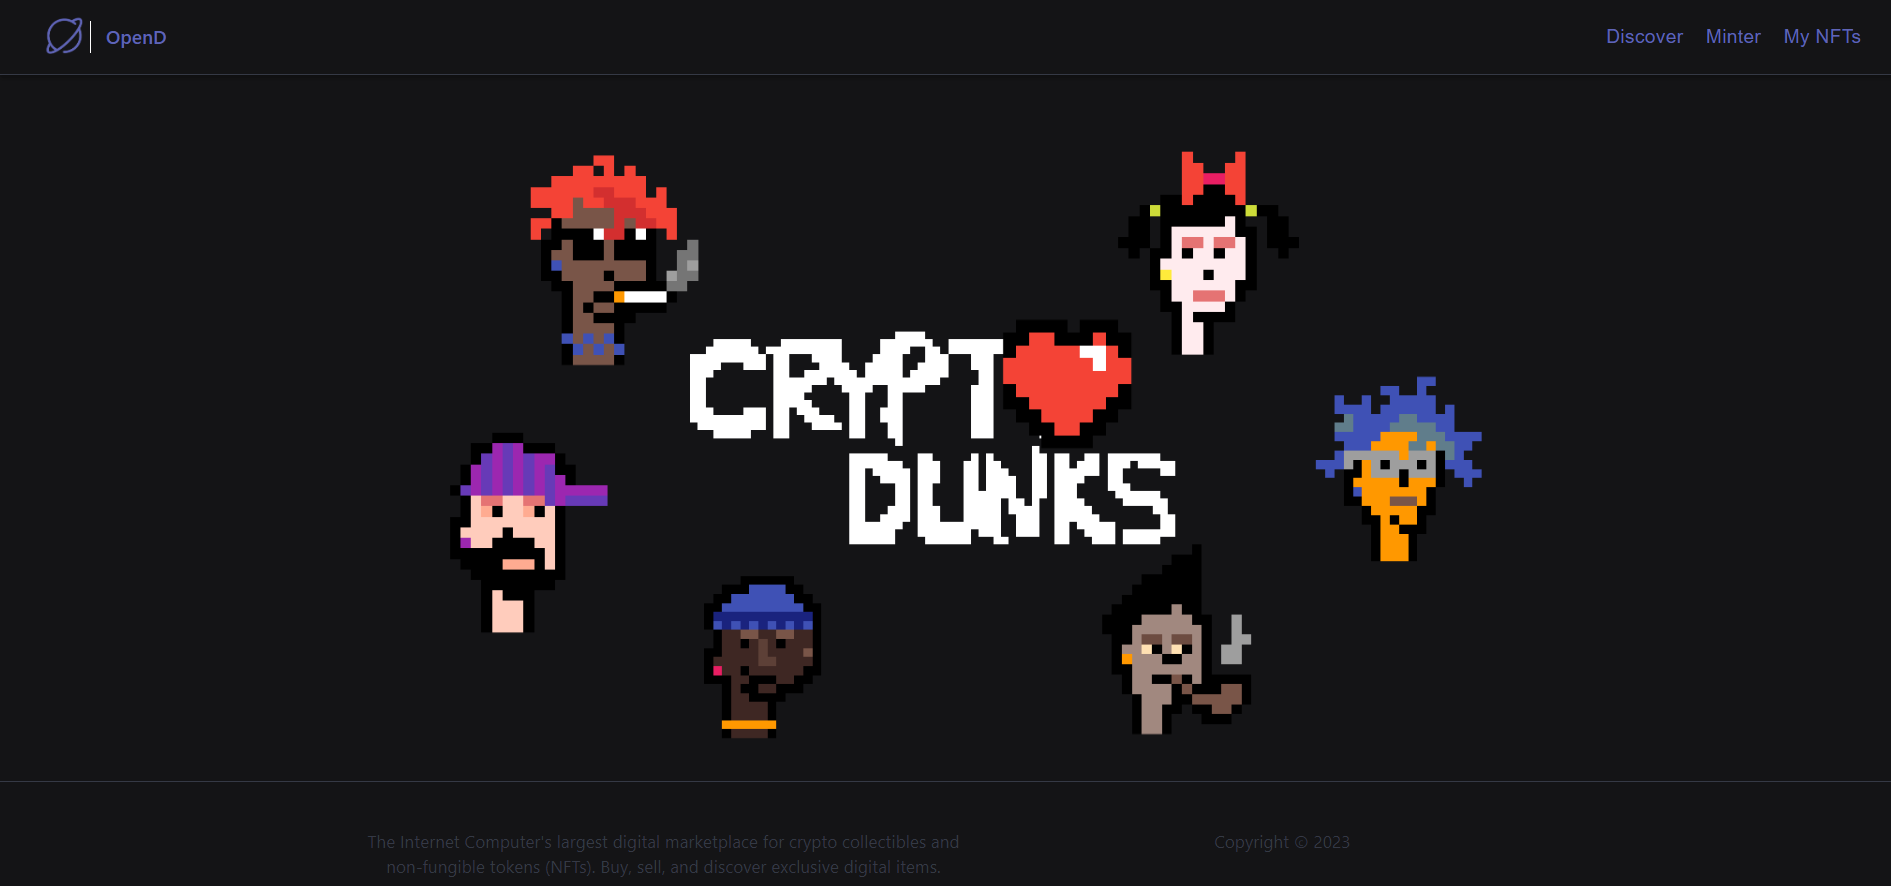 OpenD
Discover Minter My NFTs
CRYPT
DUNKS
The Internet Computer's largest digital marketplace for crypto collectibles and
non-fungible tokens (NFTs). Buy, sell, and discover exclusive digital items.
Copyright © 2023